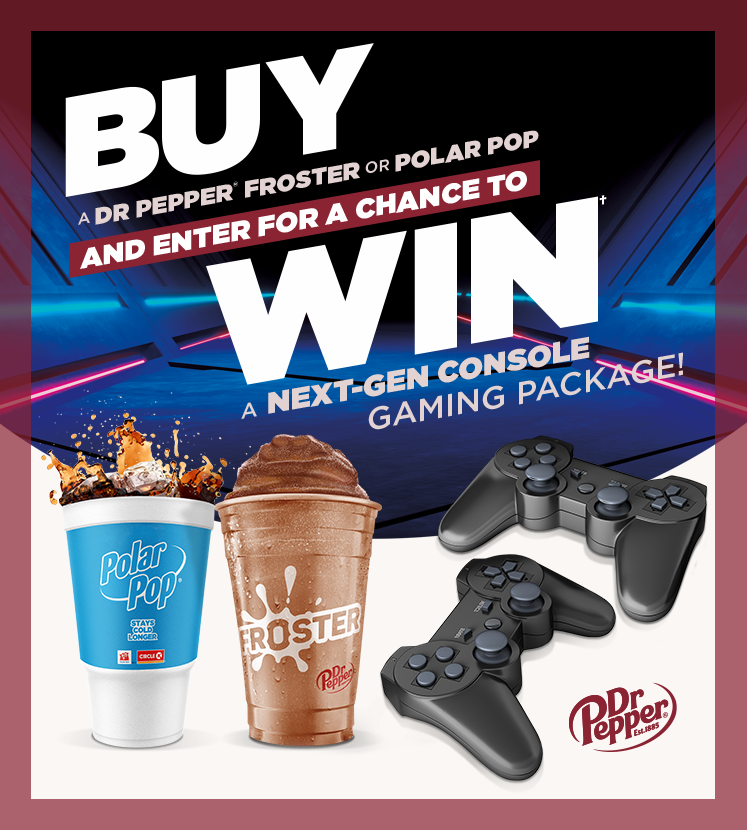 BUY
A DR PEPPER® FROSTER OR POLAR POP
AND ENTER FOR A CHANCE TO
WIN†
A NEXT-GEN CONSOLE
GAMING PACKAGE!
Polar
Pop®
STAYS
COLD
LONGER
CIRCLE K
FROSTER
Dr
Pepper
Dr
Pepper®
Est.1885